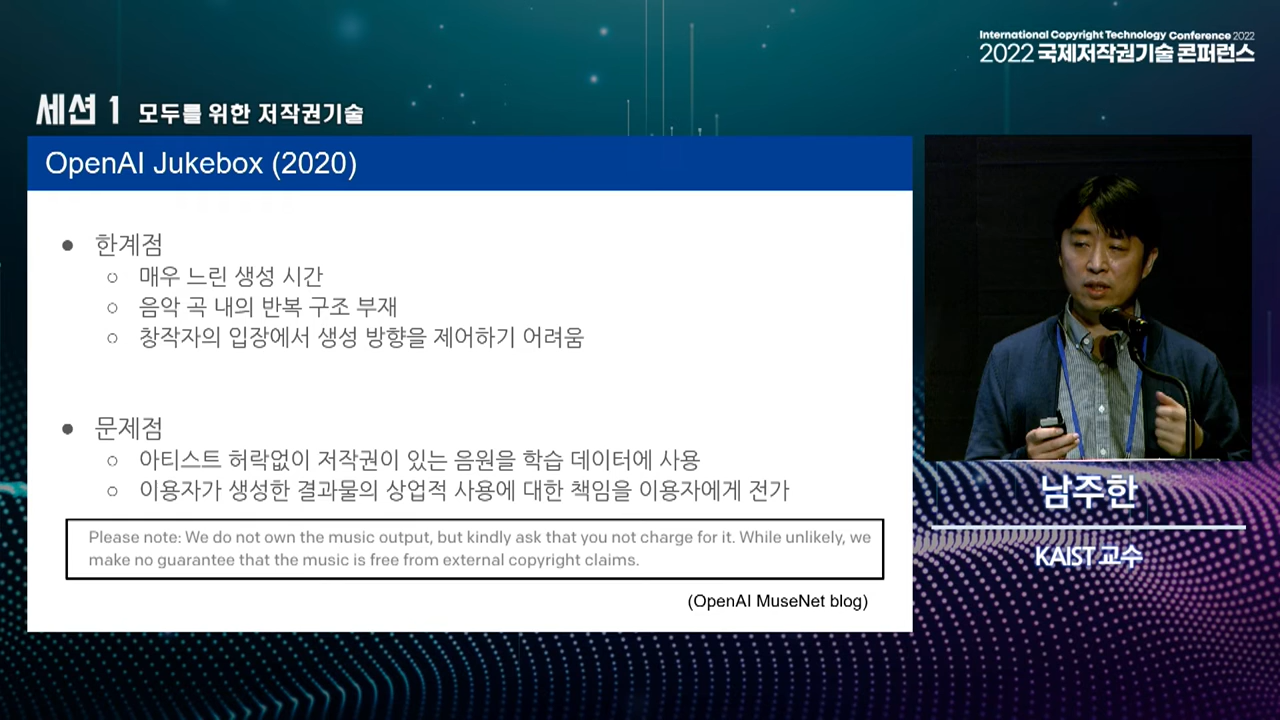 International Copyright Technology Conference 2022
2022 국제저작권기술 콘퍼런스
세션 1 모두를 위한 저작권기술
OpenAI Jukebox (2020)
● 한계점
○ 매우 느린 생성 시간
○ 음악 곡 내의 반복 구조 부재
○ 창작자의 입장에서 생성 방향을 제어하기 어려움
● 문제점
○ 아티스트 허락없이 저작권이 있는 음원을 학습 데이터에 사용
○ 이용자가 생성한 결과물의 상업적 사용에 대한 책임을 이용자에게 전가
Please note: We do not own the music output, but kindly ask that you not charge for it. While unlikely, we
make no guarantee that the music is free from external copyright claims.
(OpenAI MuseNet blog)
남주한
KAIST 교수